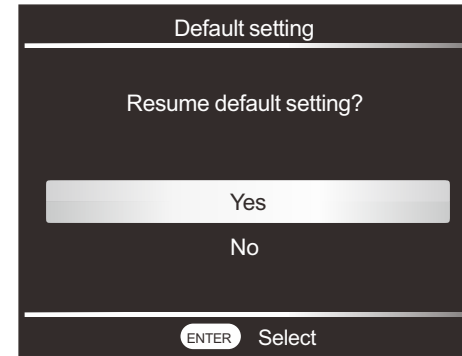 Default setting
Resume default setting?
Yes
No
ENTER Select